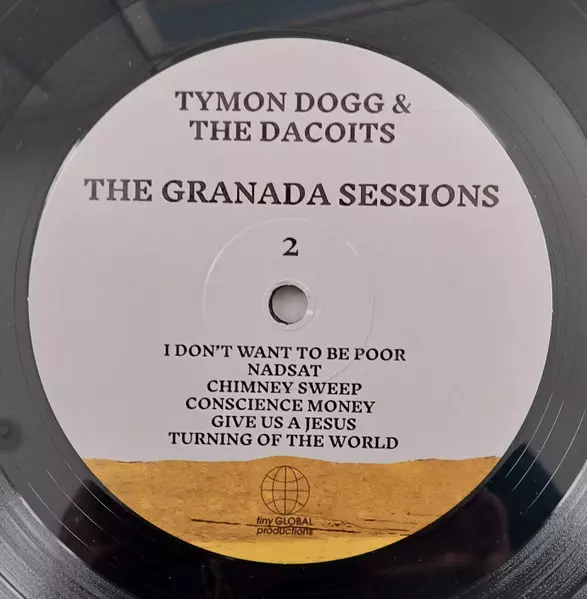 TYMON DOGG &
THE DACOITS
THE GRANADA SESSIONS
2
I DON'T WANT TO BE POOR
NADSAT
CHIMNEY SWEEP
CONSCIENCE MONEY
GIVE US A JESUS
TURNING OF THE WORLD
tiny GLOBAL
productions